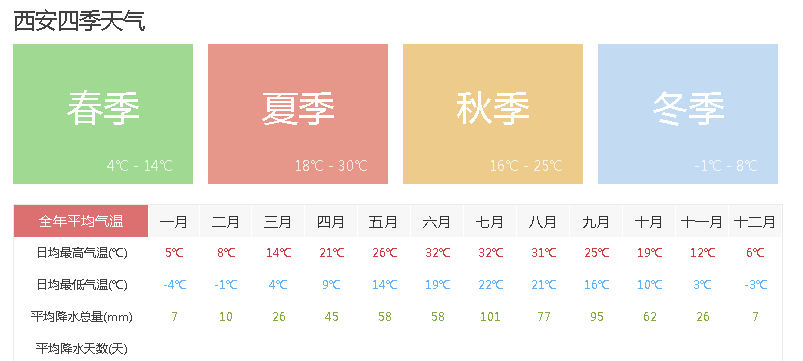 西安四季天气
春季 夏季 秋季 冬季
4℃ - 14℃ 18℃ - 30℃ 16℃ - 25℃ -1℃ - 8℃
全年平均气温 一月 二月 三月 四月 五月 六月 七月 八月 九月 十月 十一月 十二月
日均最高气温(℃) 5℃ 8℃ 14℃ 21℃ 26℃ 32℃ 32℃ 31℃ 25℃ 19℃ 12℃ 6℃
日均最低气温(℃) -4℃ -1℃ 4℃ 9℃ 14℃ 19℃ 22℃ 21℃ 16℃ 10℃ 3℃ -3℃
平均降水总量(mm) 7 10 26 45 58 58 101 77 95 62 26 7
平均降水天数(天)